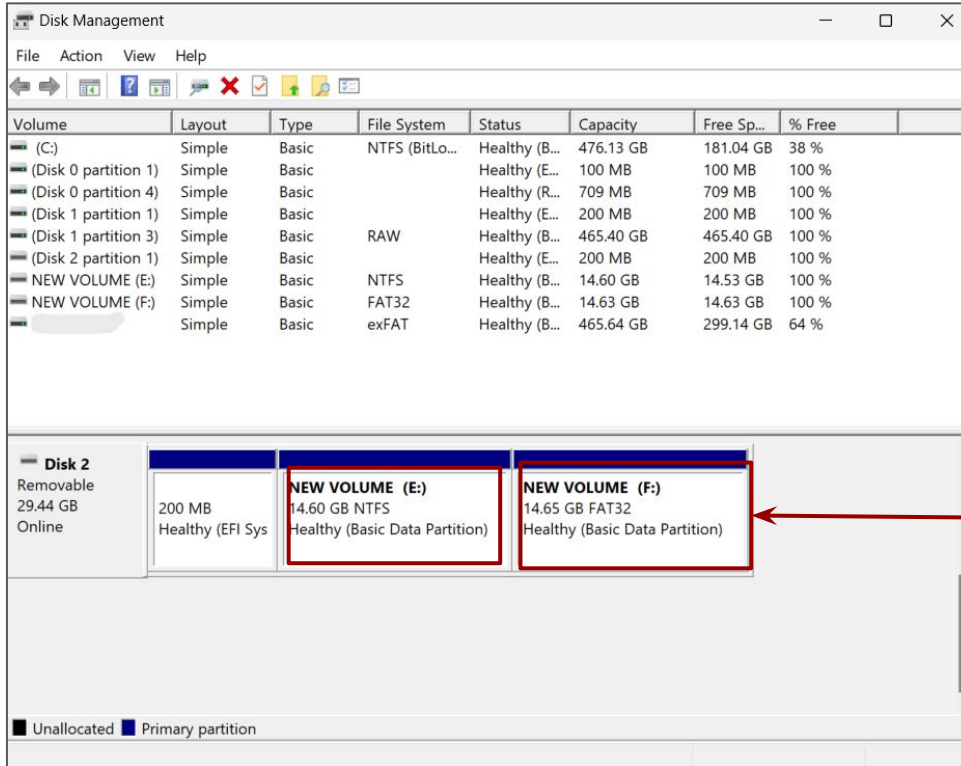 Disk Management
File Action View Help
Volume Layout Type File System Status Capacity Free Sp... % Free
(C:) Simple Basic NTFS (BitLo... Healthy (B... 476.13 GB 181.04 GB 38 %
(Disk 0 partition 1) Simple Basic Healthy (E... 100 MB 100 MB 100 %
(Disk 0 partition 4) Simple Basic Healthy (R... 709 MB 709 MB 100 %
(Disk 1 partition 1) Simple Basic Healthy (E... 200 MB 200 MB 100 %
(Disk 1 partition 3) Simple Basic RAW Healthy (B... 465.40 GB 465.40 GB 100 %
(Disk 2 partition 1) Simple Basic Healthy (E... 200 MB 200 MB 100 %
NEW VOLUME (E:) Simple Basic NTFS Healthy (B... 14.60 GB 14.53 GB 100 %
NEW VOLUME (F:) Simple Basic FAT32 Healthy (B... 14.63 GB 14.63 GB 100 %
Simple Basic exFAT Healthy (B... 465.64 GB 299.14 GB 64 %
Disk 2
Removable
29.44 GB
Online
200 MB
Healthy (EFI Sys
NEW VOLUME (E:)
14.60 GB NTFS
Healthy (Basic Data Partition)
NEW VOLUME (F:)
14.65 GB FAT32
Healthy (Basic Data Partition)
Unallocated Primary partition